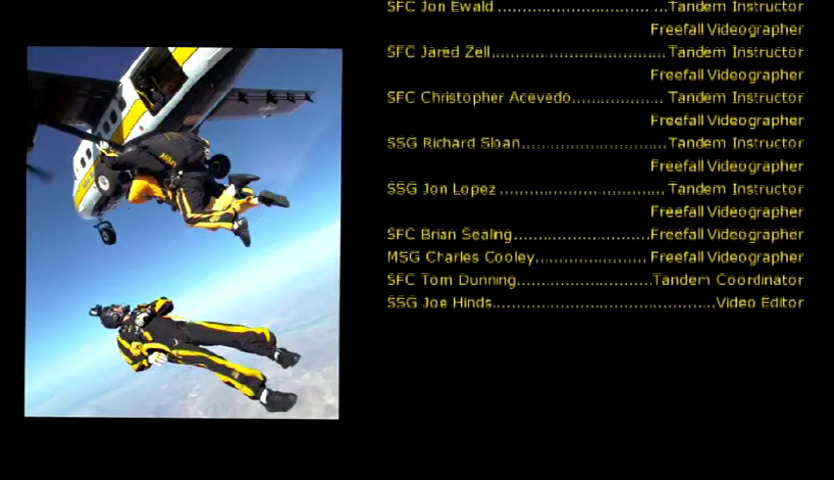 SFC Jon Ewald..............................Tandem Instructor
Freefall Videographer
SFC Jared Zell..............................Tandem Instructor
Freefall Videographer
SFC Christopher Acevedo................Tandem Instructor
Freefall Videographer
SSG Richard Sloan.........................Tandem Instructor
Freefall Videographer
SSG Jon Lopez.............................Tandem Instructor
Freefall Videographer
SFC Brian Sealing........................Freefall Videographer
MSG Charles Cooley...................Freefall Videographer
SFC Tom Dunning.......................Tandem Coordinator
SSG Joe Hinds......................................Video Editor